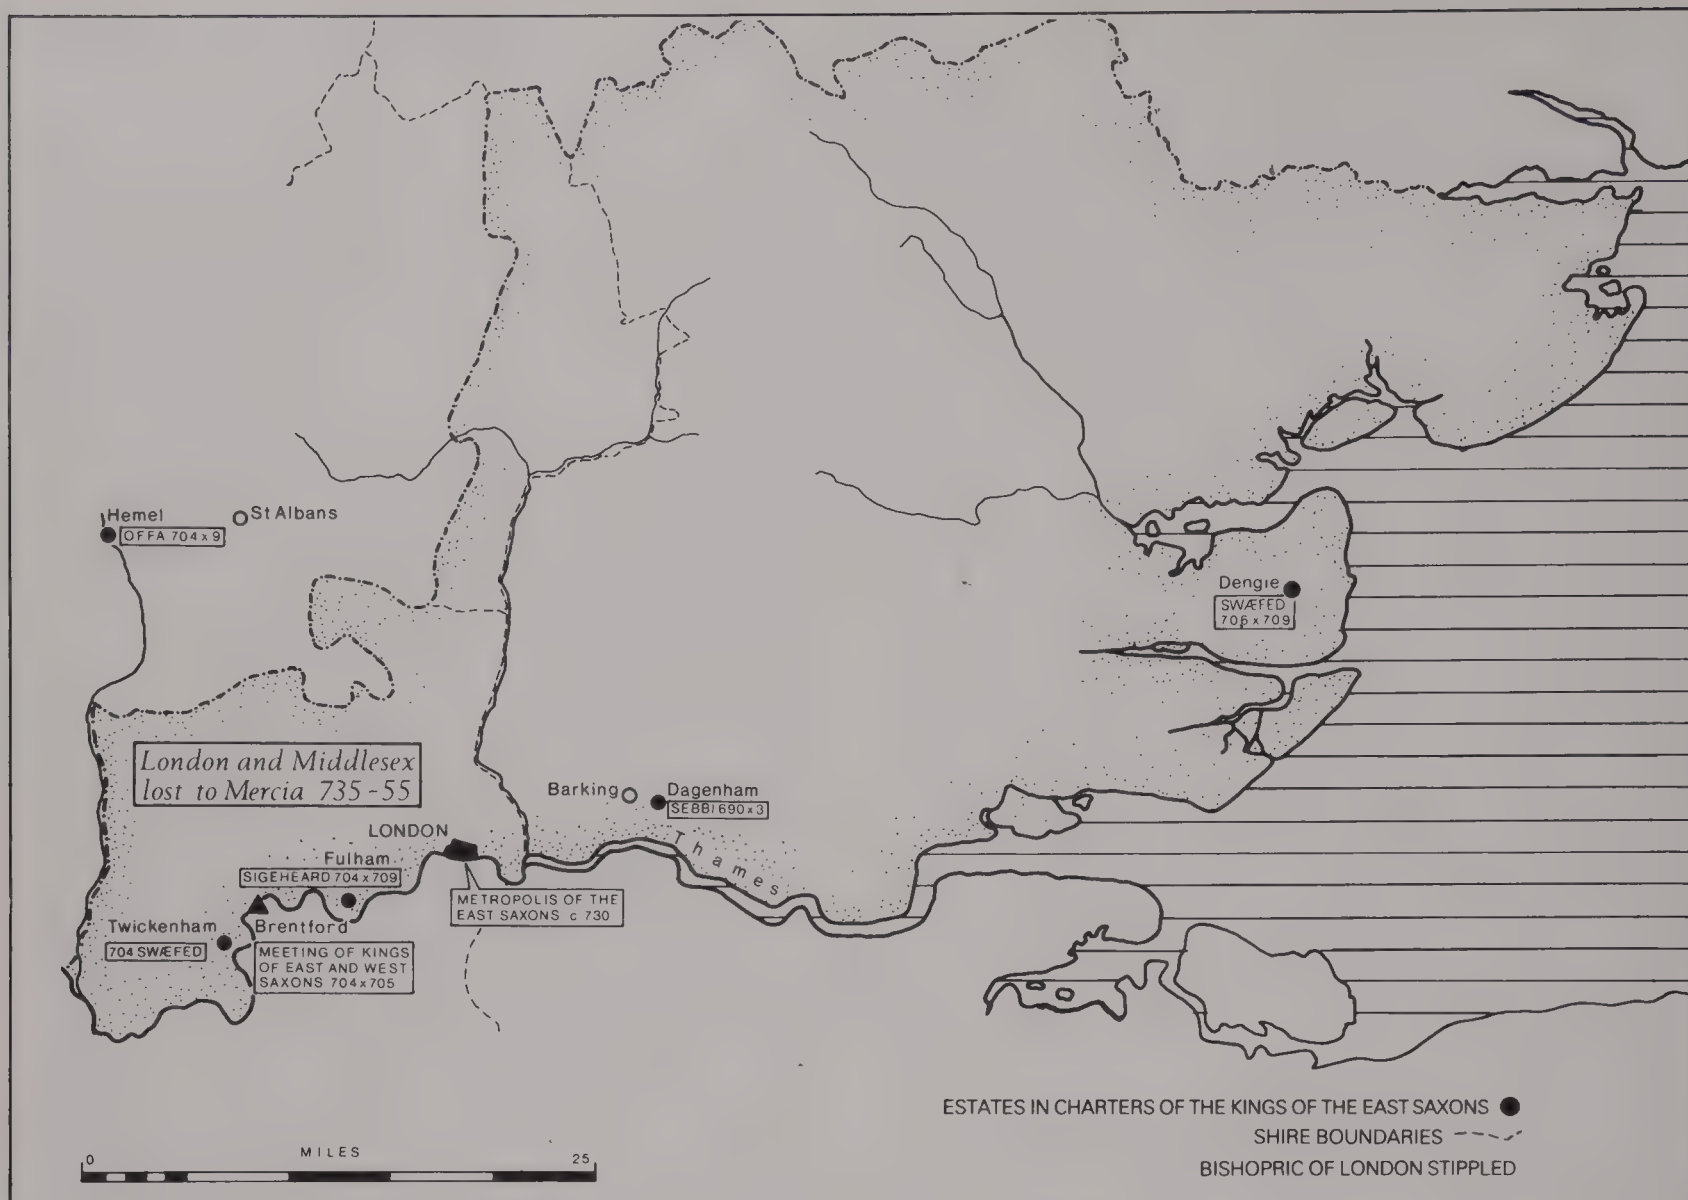 Hemel
OFFA 704 x 9
St Albans
Dengie
SWÆFED
706 x 709
London and Middlesex
lost to Mercia 735-55
Barking
Dagenham
SEBBI 690 x 3
LONDON
Thames
Fulham
SIGEHEARD 704 x 709
METROPOLIS OF THE
EAST SAXONS c 730
Twickenham
704 SWÆFED
Brentford
MEETING OF KINGS
OF EAST AND WEST
SAXONS 704 x 705
ESTATES IN CHARTERS OF THE KINGS OF THE EAST SAXONS
SHIRE BOUNDARIES
BISHOPRIC OF LONDON STIPPLED
MILES
0 25